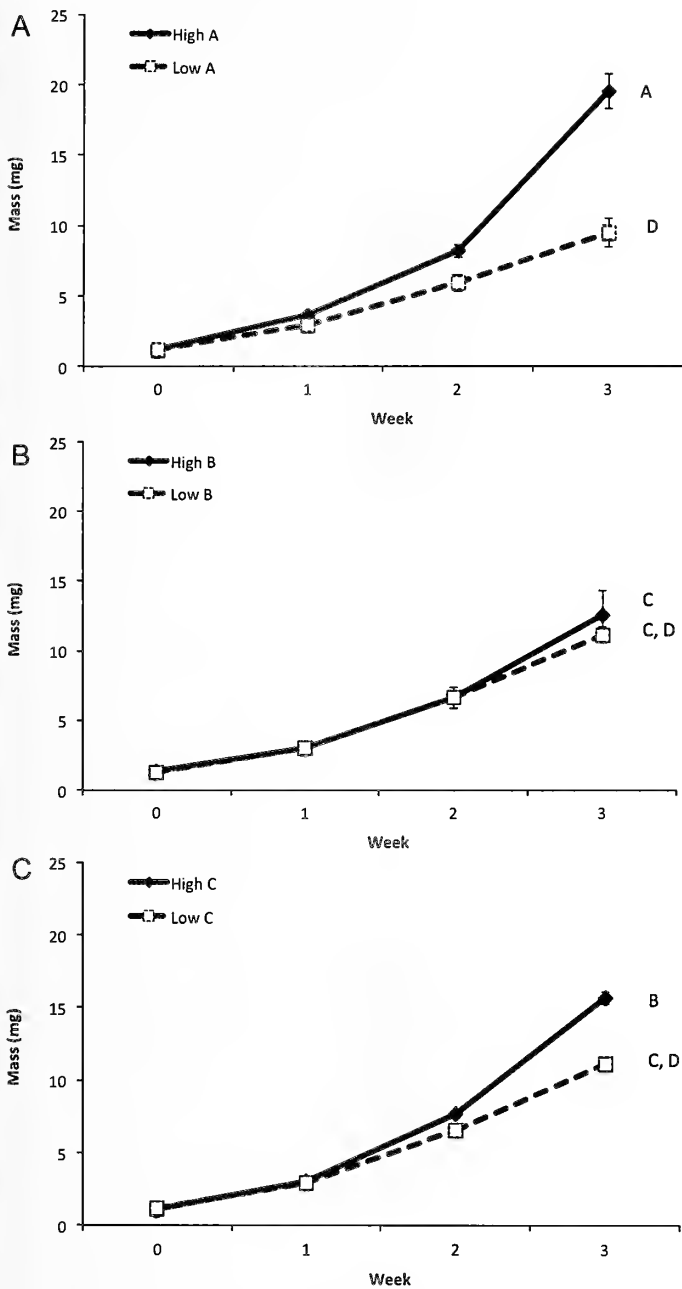 A
25
High A
Low A
20
A
15
Mass (mg)
10
D
5
0
0 1 2 3
Week
B
25
High B
Low B
20
15
C
Mass (mg)
C, D
10
5
0
0 1 2 3
Week
C
25
High C
Low C
20
15
B
Mass (mg)
C, D
10
5
0
0 1 2 3
Week